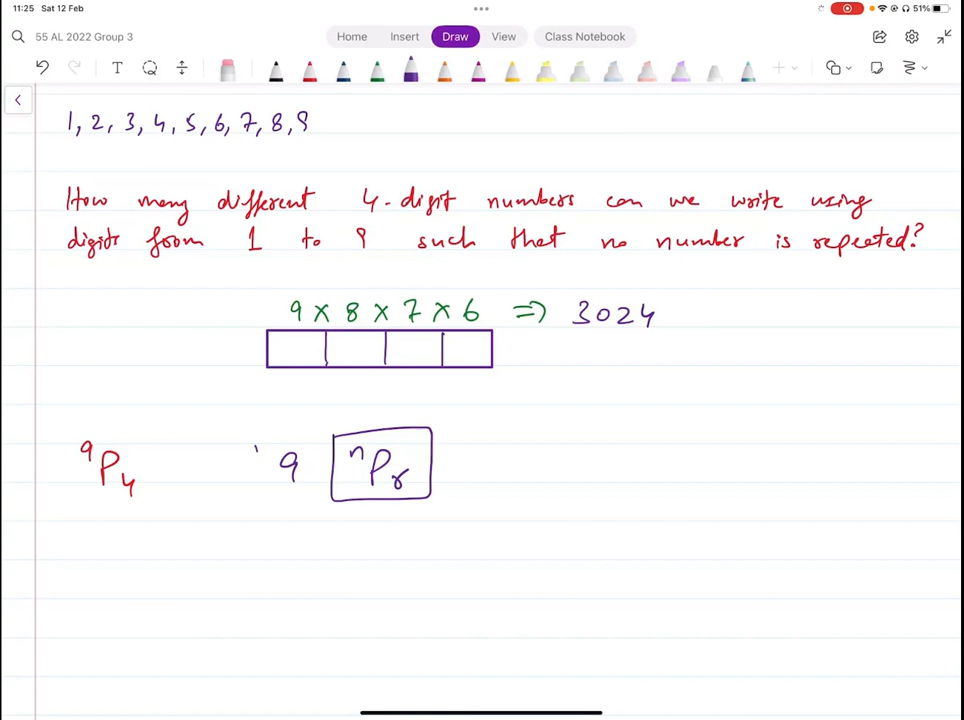 11:25 Sat 12 Feb
51%
55 AL 2022 Group 3
Home Insert Draw View Class Notebook
1, 2, 3, 4, 5, 6, 7, 8, 9
How many different 4-digit numbers can we write using
digits from 1 to 9 such that no number is repeated?
9 x 8 x 7 x 6 => 3024
9P4 9 nPr